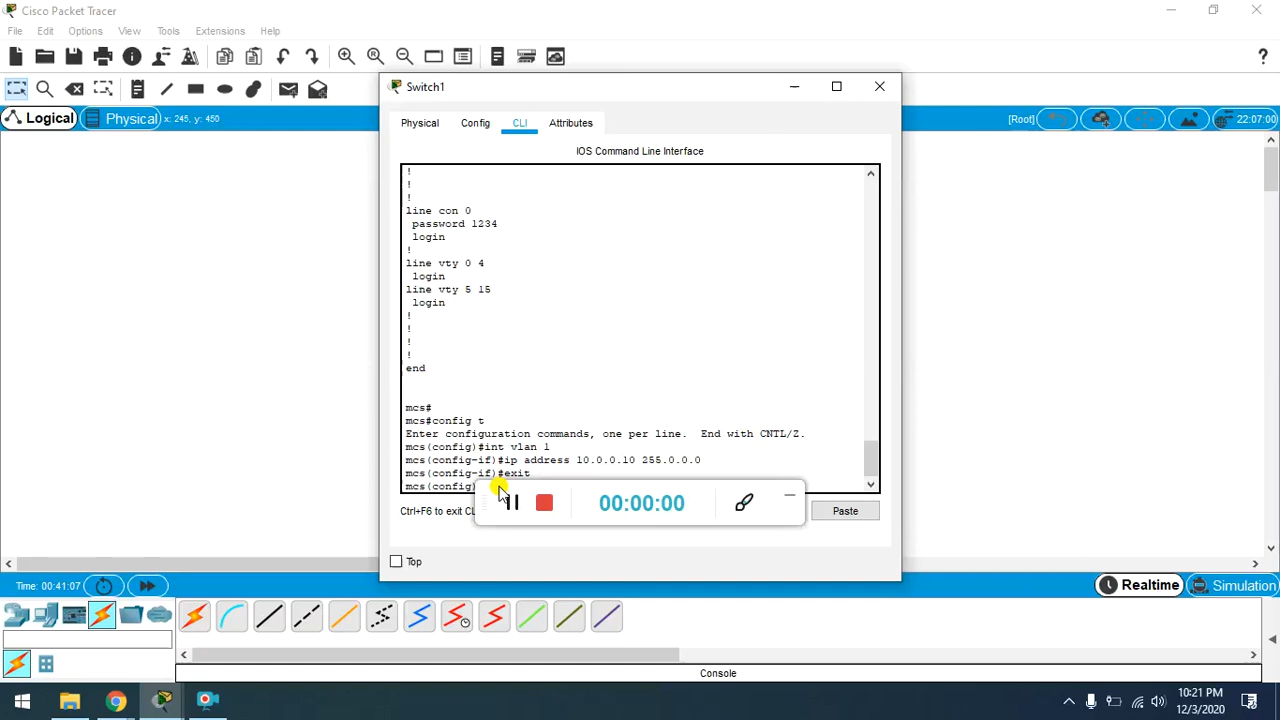 Cisco Packet Tracer
File Edit Options View Tools Extensions Help
?
Switch1
Logical Physical x: 245, y: 450 [Root] 22:07:00
Physical Config CLI Attributes
IOS Command Line Interface
!
!
!
line con 0
password 1234
login
!
line vty 0 4
login
line vty 5 15
login
!
!
!
!
end
mcs#
mcs#config t
Enter configuration commands, one per line. End with CNTL/Z.
mcs(config)#int vlan 1
mcs(config-if)#ip address 10.0.0.10 255.0.0.0
mcs(config-if)#exit
mcs(config)
00:00:00
Ctrl+F6 to exit Paste
Top
Time: 00:41:07 Realtime Simulation
Console
10:21 PM
12/3/2020